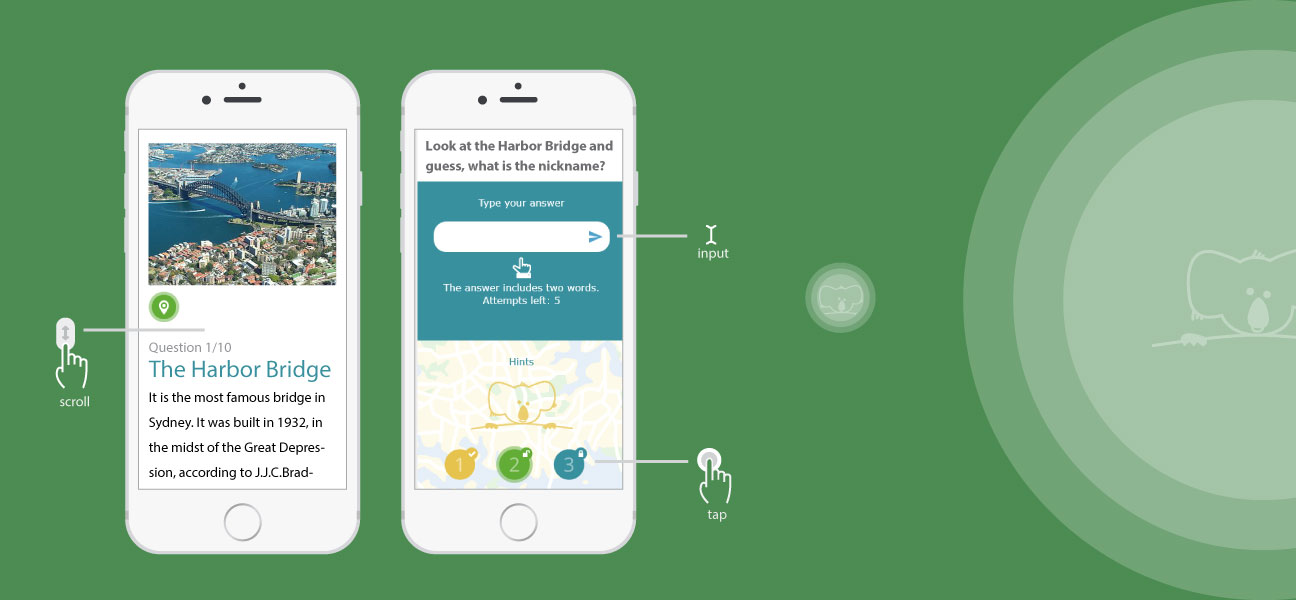 scroll
Question 1/10
The Harbor Bridge
It is the most famous bridge in
Sydney. It was built in 1932, in
the midst of the Great Depres-
sion, according to J.J.C.Brad-
Look at the Harbor Bridge and
guess, what is the nickname?
Type your answer
The answer includes two words.
Attempts left: 5
Hints
1
2
3
input
tap